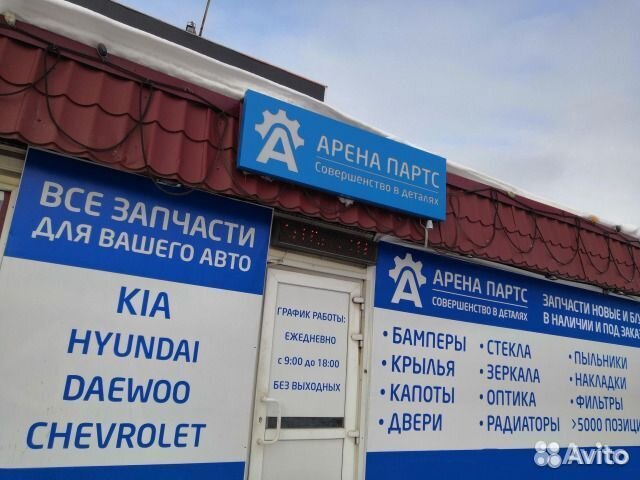 АРЕНА ПАРТС
Совершенство в деталях
ВСЕ ЗАПЧАСТИ
ДЛЯ ВАШЕГО АВТО
KIA
HYUNDAI
DAEWOO
CHEVROLET
ГРАФИК РАБОТЫ:
ЕЖЕДНЕВНО
с 9:00 до 18:00
БЕЗ ВЫХОДНЫХ
АРЕНА ПАРТС
СОВЕРШЕНСТВО В ДЕТАЛЯХ
ЗАПЧАСТИ НОВЫЕ И Б/У
В НАЛИЧИИ И ПОД ЗАКА
• БАМПЕРЫ
• КРЫЛЬЯ
• КАПОТЫ
• ДВЕРИ
• СТЕКЛА
• ЗЕРКАЛА
• ОПТИКА
• РАДИАТОРЫ
• ПЫЛЬНИКИ
• НАКЛАДКИ
• ФИЛЬТРЫ
>5000 ПОЗИЦИ
Avito